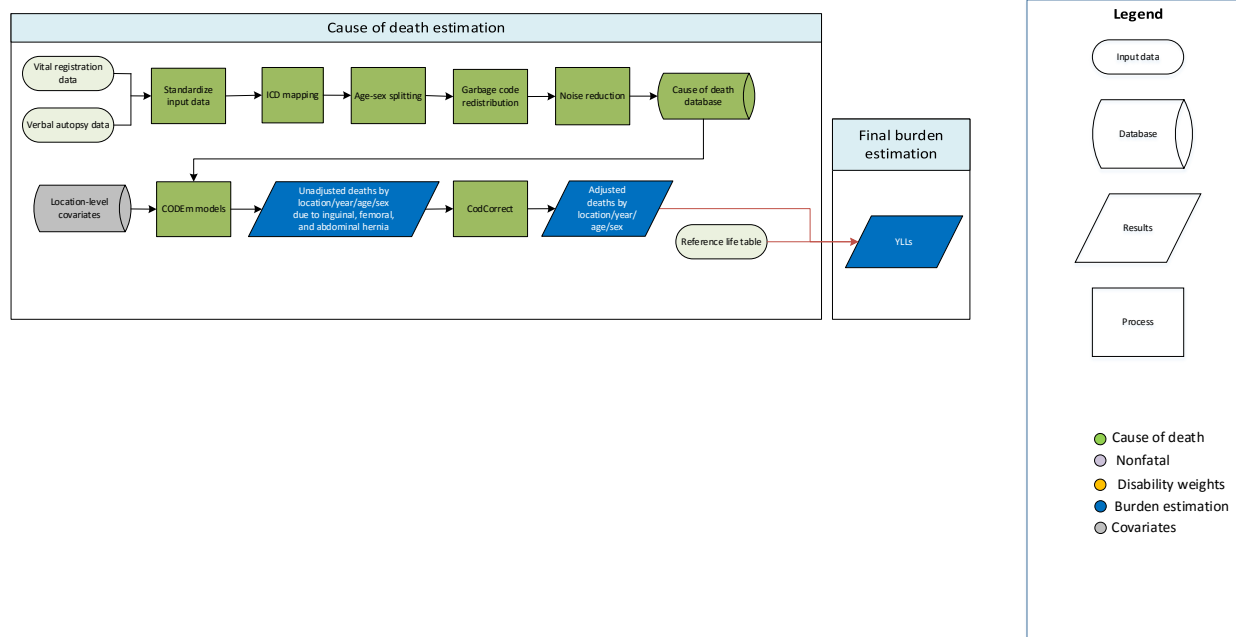 Cause of death estimation
Vital registration
data
Verbal autopsy data
Standardize
input data
ICD mapping
Age-sex splitting
Garbage code
redistribution
Noise reduction
Cause of death
database
Location-level
covariates
CODEm models
Unadjusted deaths by
location/year/age/sex
due to inguinal, femoral,
and abdominal hernia
CodCorrect
Adjusted
deaths by
location/year/
age/sex
Reference life table
Final burden
estimation
YLLs
Legend
Input data
Database
Results
Process
Cause of death
Nonfatal
Disability weights
Burden estimation
Covariates